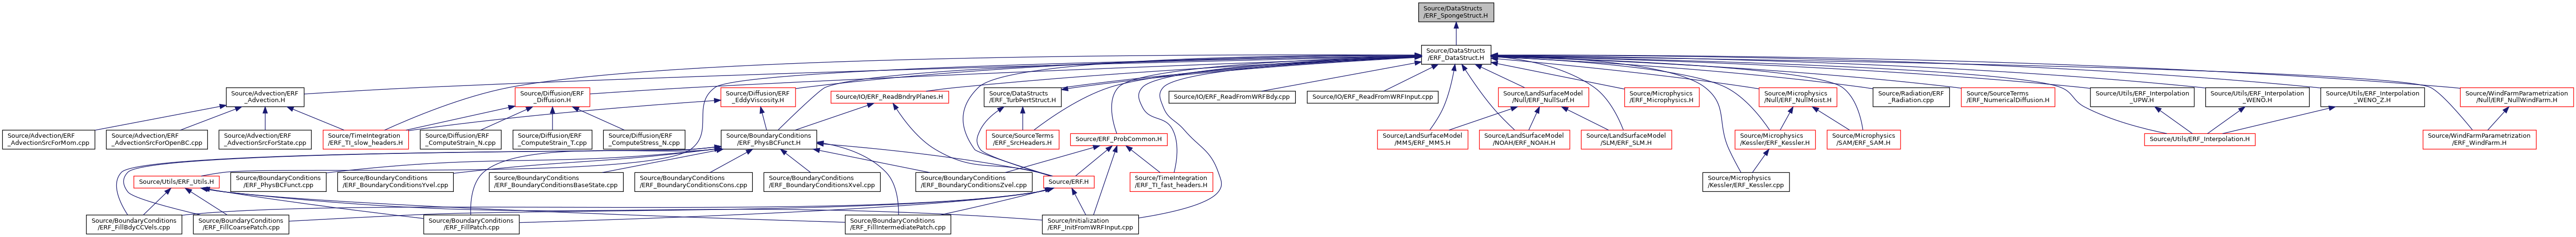 Source/DataStructs
/ERF_SpongeStruct.H
Source/DataStructs
/ERF_DataStruct.H
Source/Advection/ERF
_Advection.H
Source/Diffusion/ERF
_Diffusion.H
Source/Diffusion/ERF
_EddyViscosity.H
Source/IO/ERF_ReadBndryPlanes.H
Source/DataStructs
/ERF_TurbPertStruct.H
Source/IO/ERF_ReadFromWRFBdy.cpp
Source/IO/ERF_ReadFromWRFInput.cpp
Source/LandSurfaceModel
/Null/ERF_NullSurf.H
Source/Microphysics
/ERF_Microphysics.H
Source/Microphysics
/Null/ERF_NullMoist.H
Source/Radiation/ERF
_Radiation.cpp
Source/SourceTerms
/ERF_NumericalDiffusion.H
Source/Utils/ERF_Interpolation
_UPW.H
Source/Utils/ERF_Interpolation
_WENO.H
Source/Utils/ERF_Interpolation
_WENO_Z.H
Source/WindFarmParametrization
/Null/ERF_NullWindFarm.H
Source/Advection/ERF
_AdvectionSrcForMom.cpp
Source/Advection/ERF
_AdvectionSrcForOpenBC.cpp
Source/Advection/ERF
_AdvectionSrcForState.cpp
Source/TimeIntegration
/ERF_TI_slow_headers.H
Source/Diffusion/ERF
_ComputeStrain_N.cpp
Source/Diffusion/ERF
_ComputeStrain_T.cpp
Source/Diffusion/ERF
_ComputeStress_N.cpp
Source/BoundaryConditions
/ERF_PhysBCFunct.H
Source/SourceTerms
/ERF_SrcHeaders.H
Source/ERF_ProbCommon.H
Source/LandSurfaceModel
/MM5/ERF_MM5.H
Source/LandSurfaceModel
/NOAH/ERF_NOAH.H
Source/LandSurfaceModel
/SLM/ERF_SLM.H
Source/Microphysics
/Kessler/ERF_Kessler.H
Source/Microphysics
/SAM/ERF_SAM.H
Source/Utils/ERF_Interpolation.H
Source/WindFarmParametrization
/ERF_WindFarm.H
Source/Utils/ERF_Utils.H
Source/BoundaryConditions
/ERF_PhysBCFunct.cpp
Source/BoundaryConditions
/ERF_BoundaryConditionsYvel.cpp
Source/BoundaryConditions
/ERF_BoundaryConditionsBaseState.cpp
Source/BoundaryConditions
/ERF_BoundaryConditionsCons.cpp
Source/BoundaryConditions
/ERF_BoundaryConditionsXvel.cpp
Source/BoundaryConditions
/ERF_BoundaryConditionsZvel.cpp
Source/ERF.H
Source/TimeIntegration
/ERF_TI_fast_headers.H
Source/Microphysics
/Kessler/ERF_Kessler.cpp
Source/BoundaryConditions
/ERF_FillBdyCCVels.cpp
Source/BoundaryConditions
/ERF_FillCoarsePatch.cpp
Source/BoundaryConditions
/ERF_FillPatch.cpp
Source/BoundaryConditions
/ERF_FillIntermediatePatch.cpp
Source/Initialization
/ERF_InitFromWRFInput.cpp